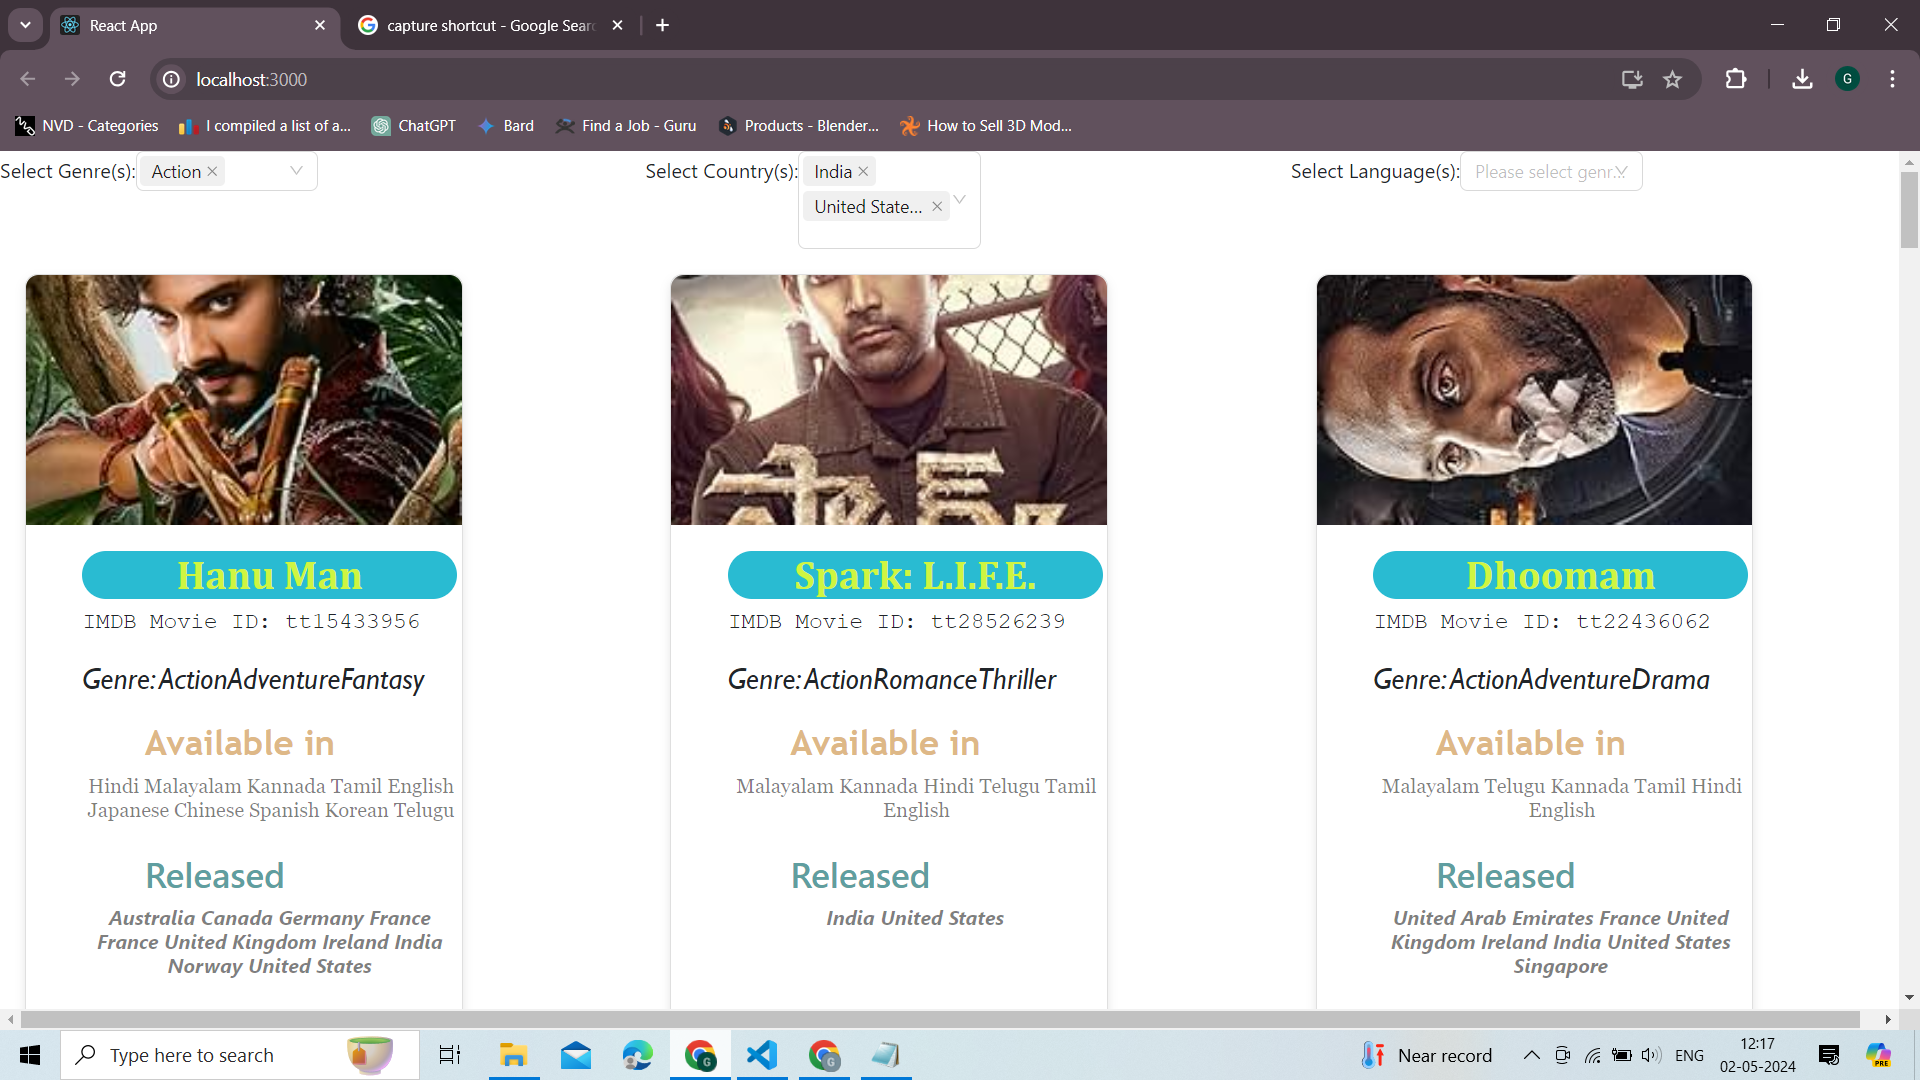 React App
capture shortcut - Google Sear
localhost:3000
G
NVD - Categories
I compiled a list of a...
ChatGPT
Bard
Find a Job - Guru
Products - Blender...
How to Sell 3D Mod...
Select Genre(s):
Action
Select Country(s):
India
United State...
Select Language(s):
Please select genr...
స్పార్క్
Hanu Man
IMDB Movie ID: tt15433956
Genre:ActionAdventureFantasy
Available in
Hindi Malayalam Kannada Tamil English
Japanese Chinese Spanish Korean Telugu
Released
Australia Canada Germany France
France United Kingdom Ireland India
Norway United States
Spark: L.I.F.E.
IMDB Movie ID: tt28526239
Genre:ActionRomanceThriller
Available in
Malayalam Kannada Hindi Telugu Tamil
English
Released
India United States
Dhoomam
IMDB Movie ID: tt22436062
Genre:ActionAdventureDrama
Available in
Malayalam Telugu Kannada Tamil Hindi
English
Released
United Arab Emirates France United
Kingdom Ireland India United States
Singapore
Type here to search
Near record
ENG
12:17
02-05-2024
PRE